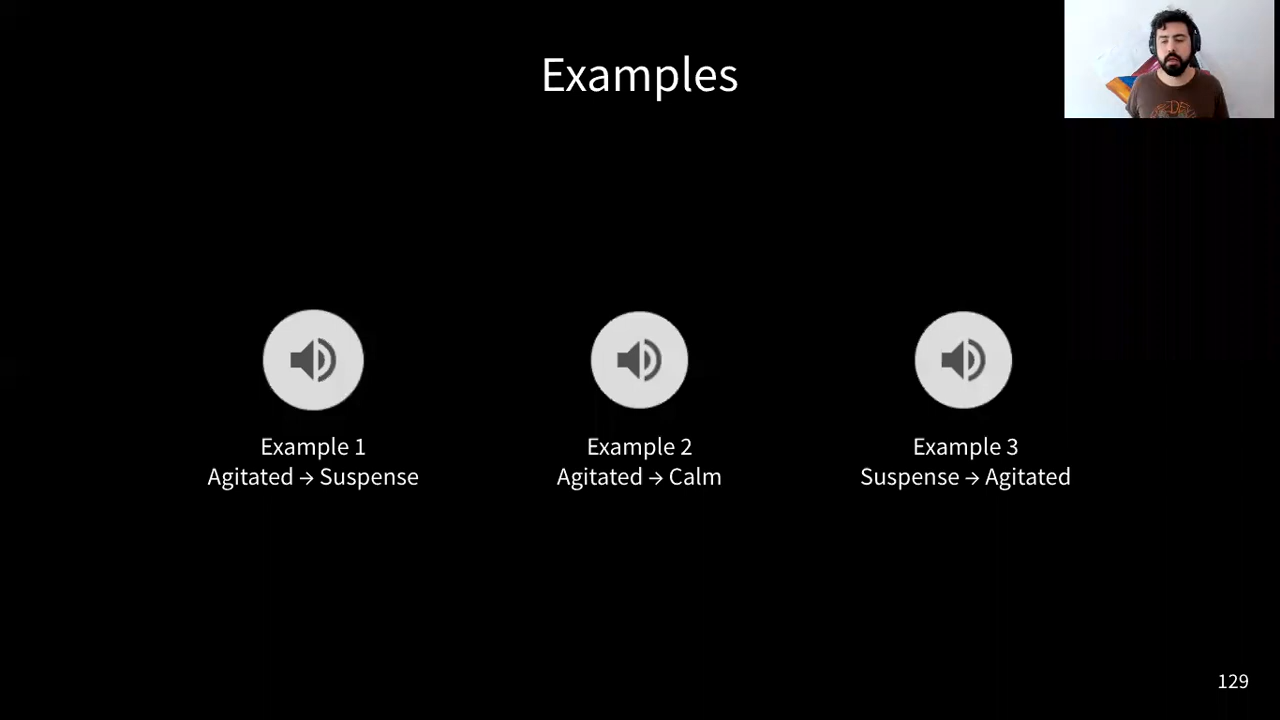 Examples
Example 1
Agitated → Suspense
Example 2
Agitated → Calm
Example 3
Suspense → Agitated
129